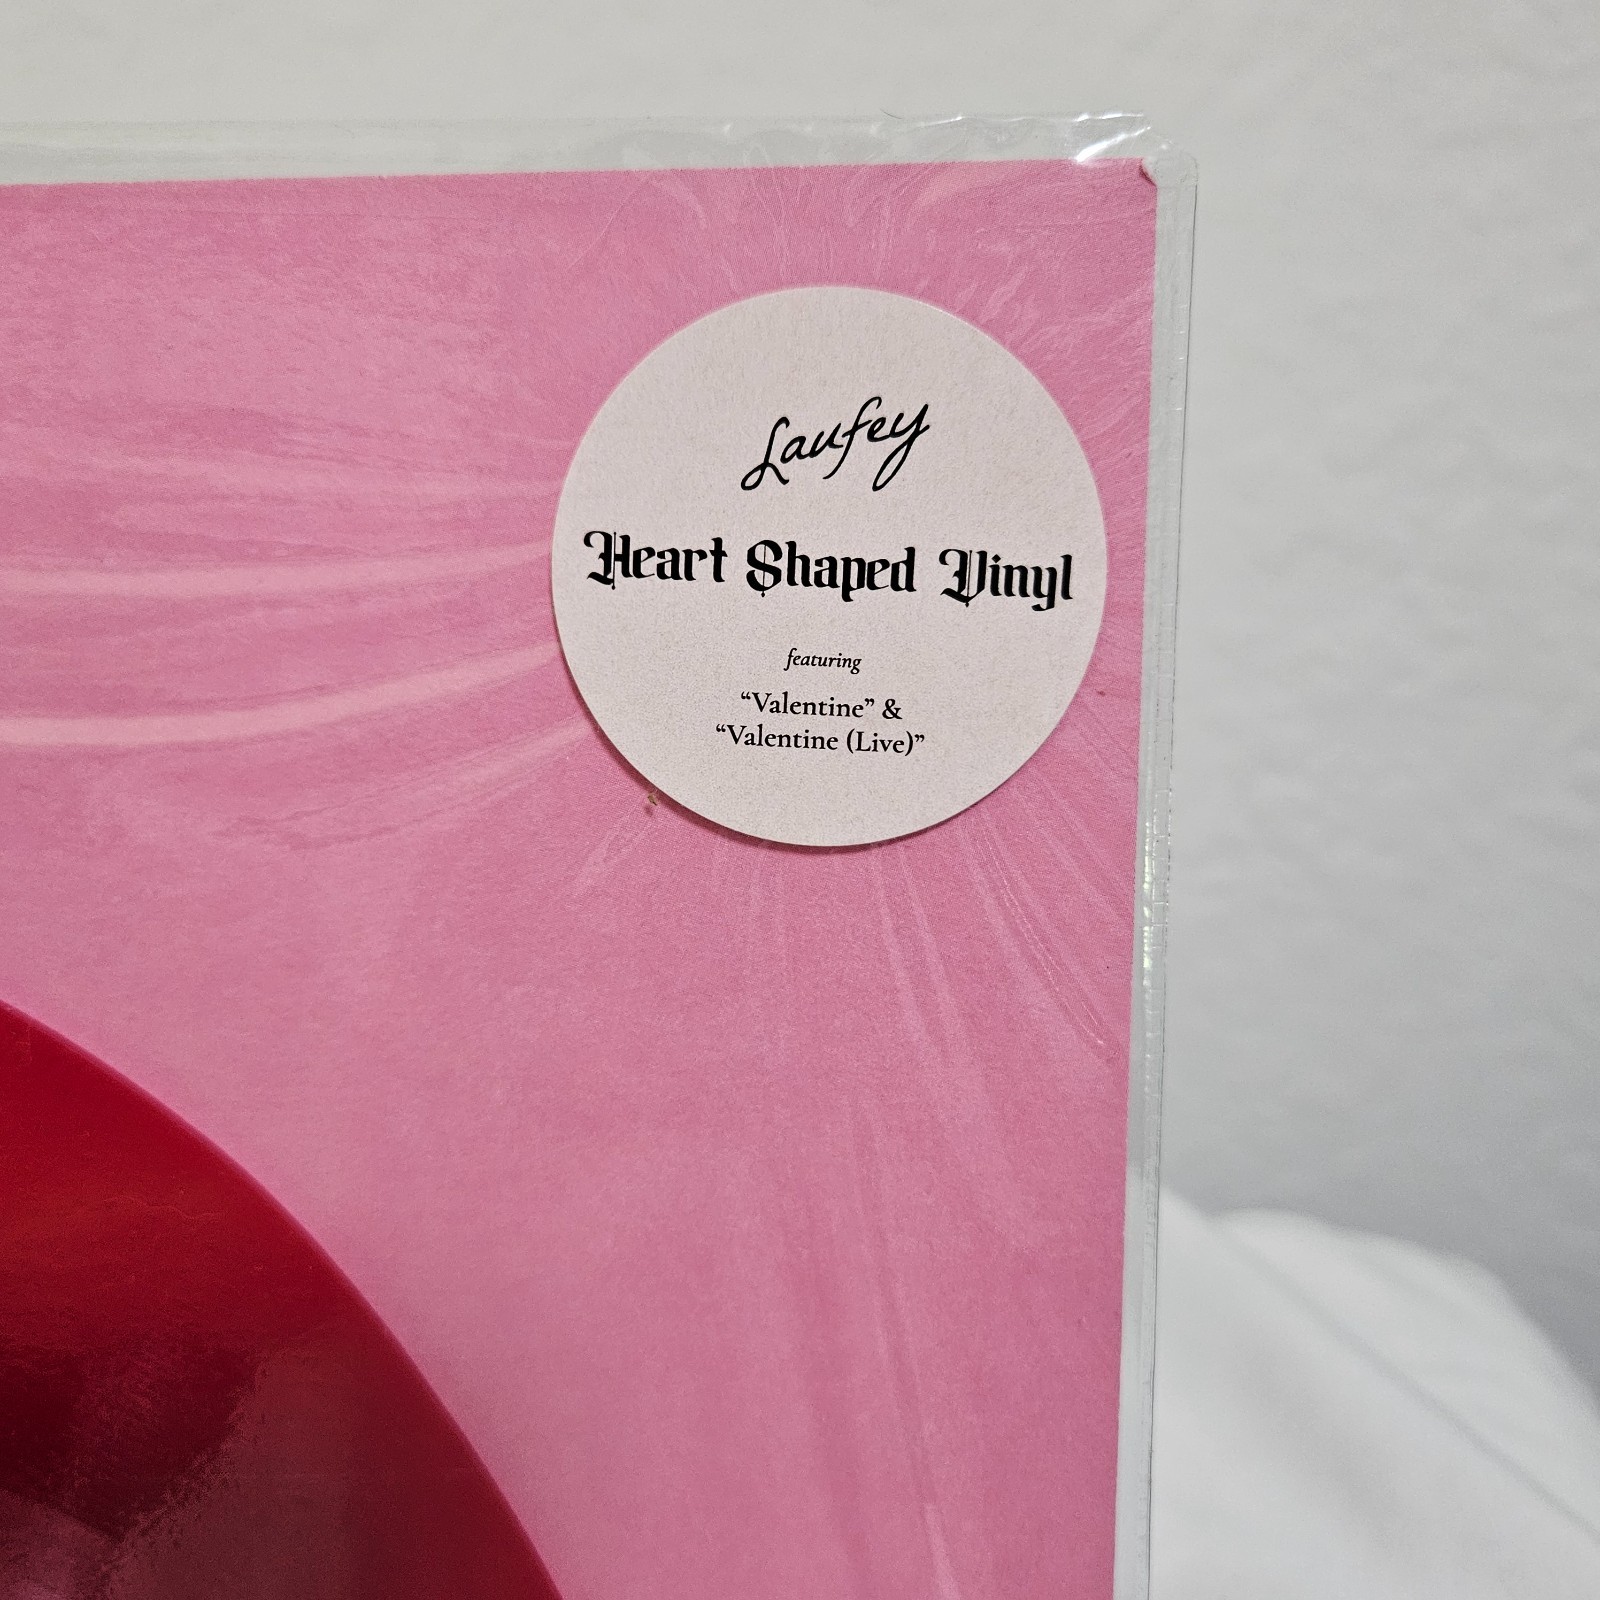 Laufey
Heart Shaped Vinyl
featuring
“Valentine” &
“Valentine (Live)”